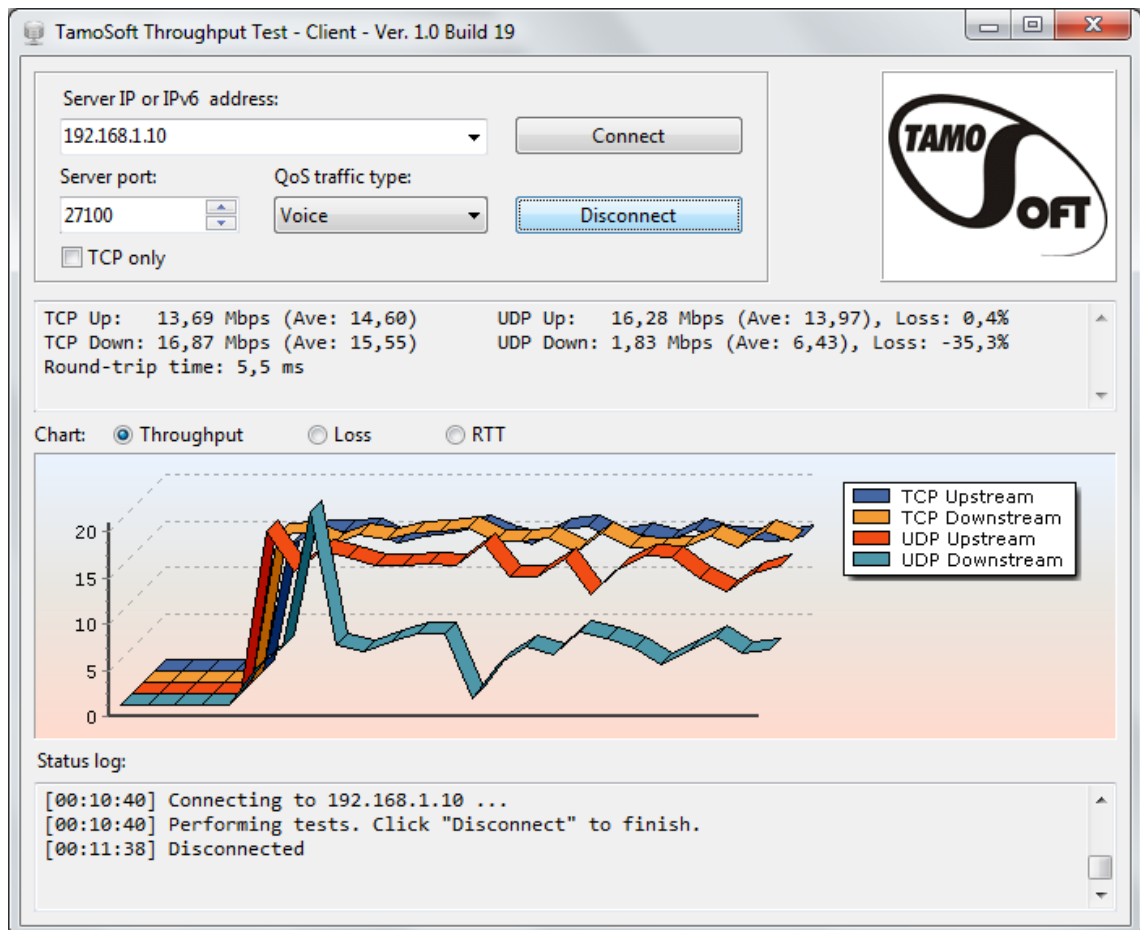 TamoSoft Throughput Test - Client - Ver. 1.0 Build 19
Server IP or IPv6 address:
192.168.1.10
Connect
TAMO
SOFT
Server port:
QoS traffic type:
27100
Voice
Disconnect
TCP only
TCP Up: 13,69 Mbps (Ave: 14,60) UDP Up: 16,28 Mbps (Ave: 13,97), Loss: 0,4%
TCP Down: 16,87 Mbps (Ave: 15,55) UDP Down: 1,83 Mbps (Ave: 6,43), Loss: -35,3%
Round-trip time: 5,5 ms
Chart: Throughput Loss RTT
20
15
10
5
0
TCP Upstream
TCP Downstream
UDP Upstream
UDP Downstream
Status log:
[00:10:40] Connecting to 192.168.1.10 ...
[00:10:40] Performing tests. Click "Disconnect" to finish.
[00:11:38] Disconnected